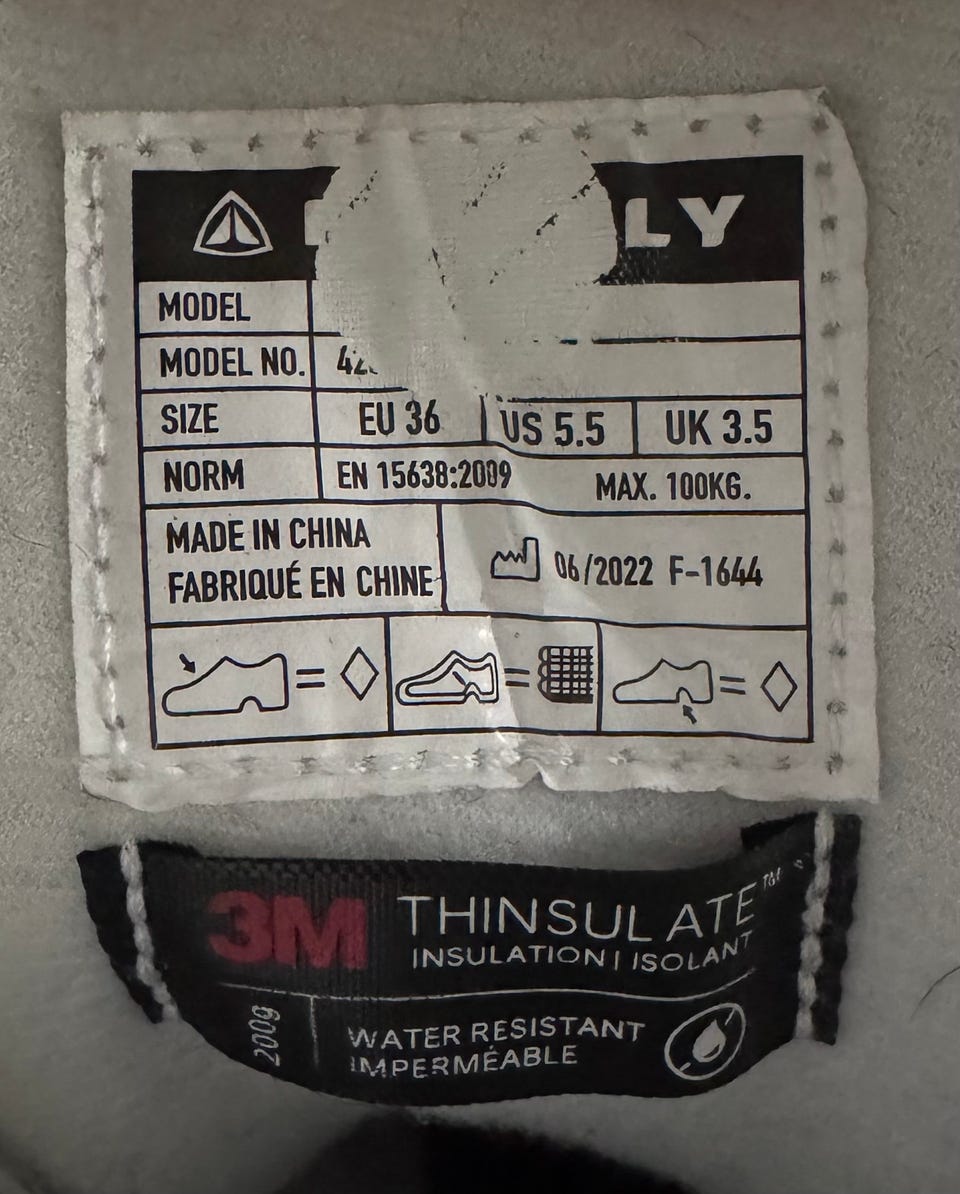 LY
MODEL
MODEL NO.
SIZE EU 36 US 5.5 UK 3.5
NORM EN 15638:2009 MAX. 100KG.
MADE IN CHINA
FABRIQUÉ EN CHINE
06/2022 F-1644
3M THINSULATE™
INSULATION | ISOLANT
200g
WATER RESISTANT
IMPERMÉABLE